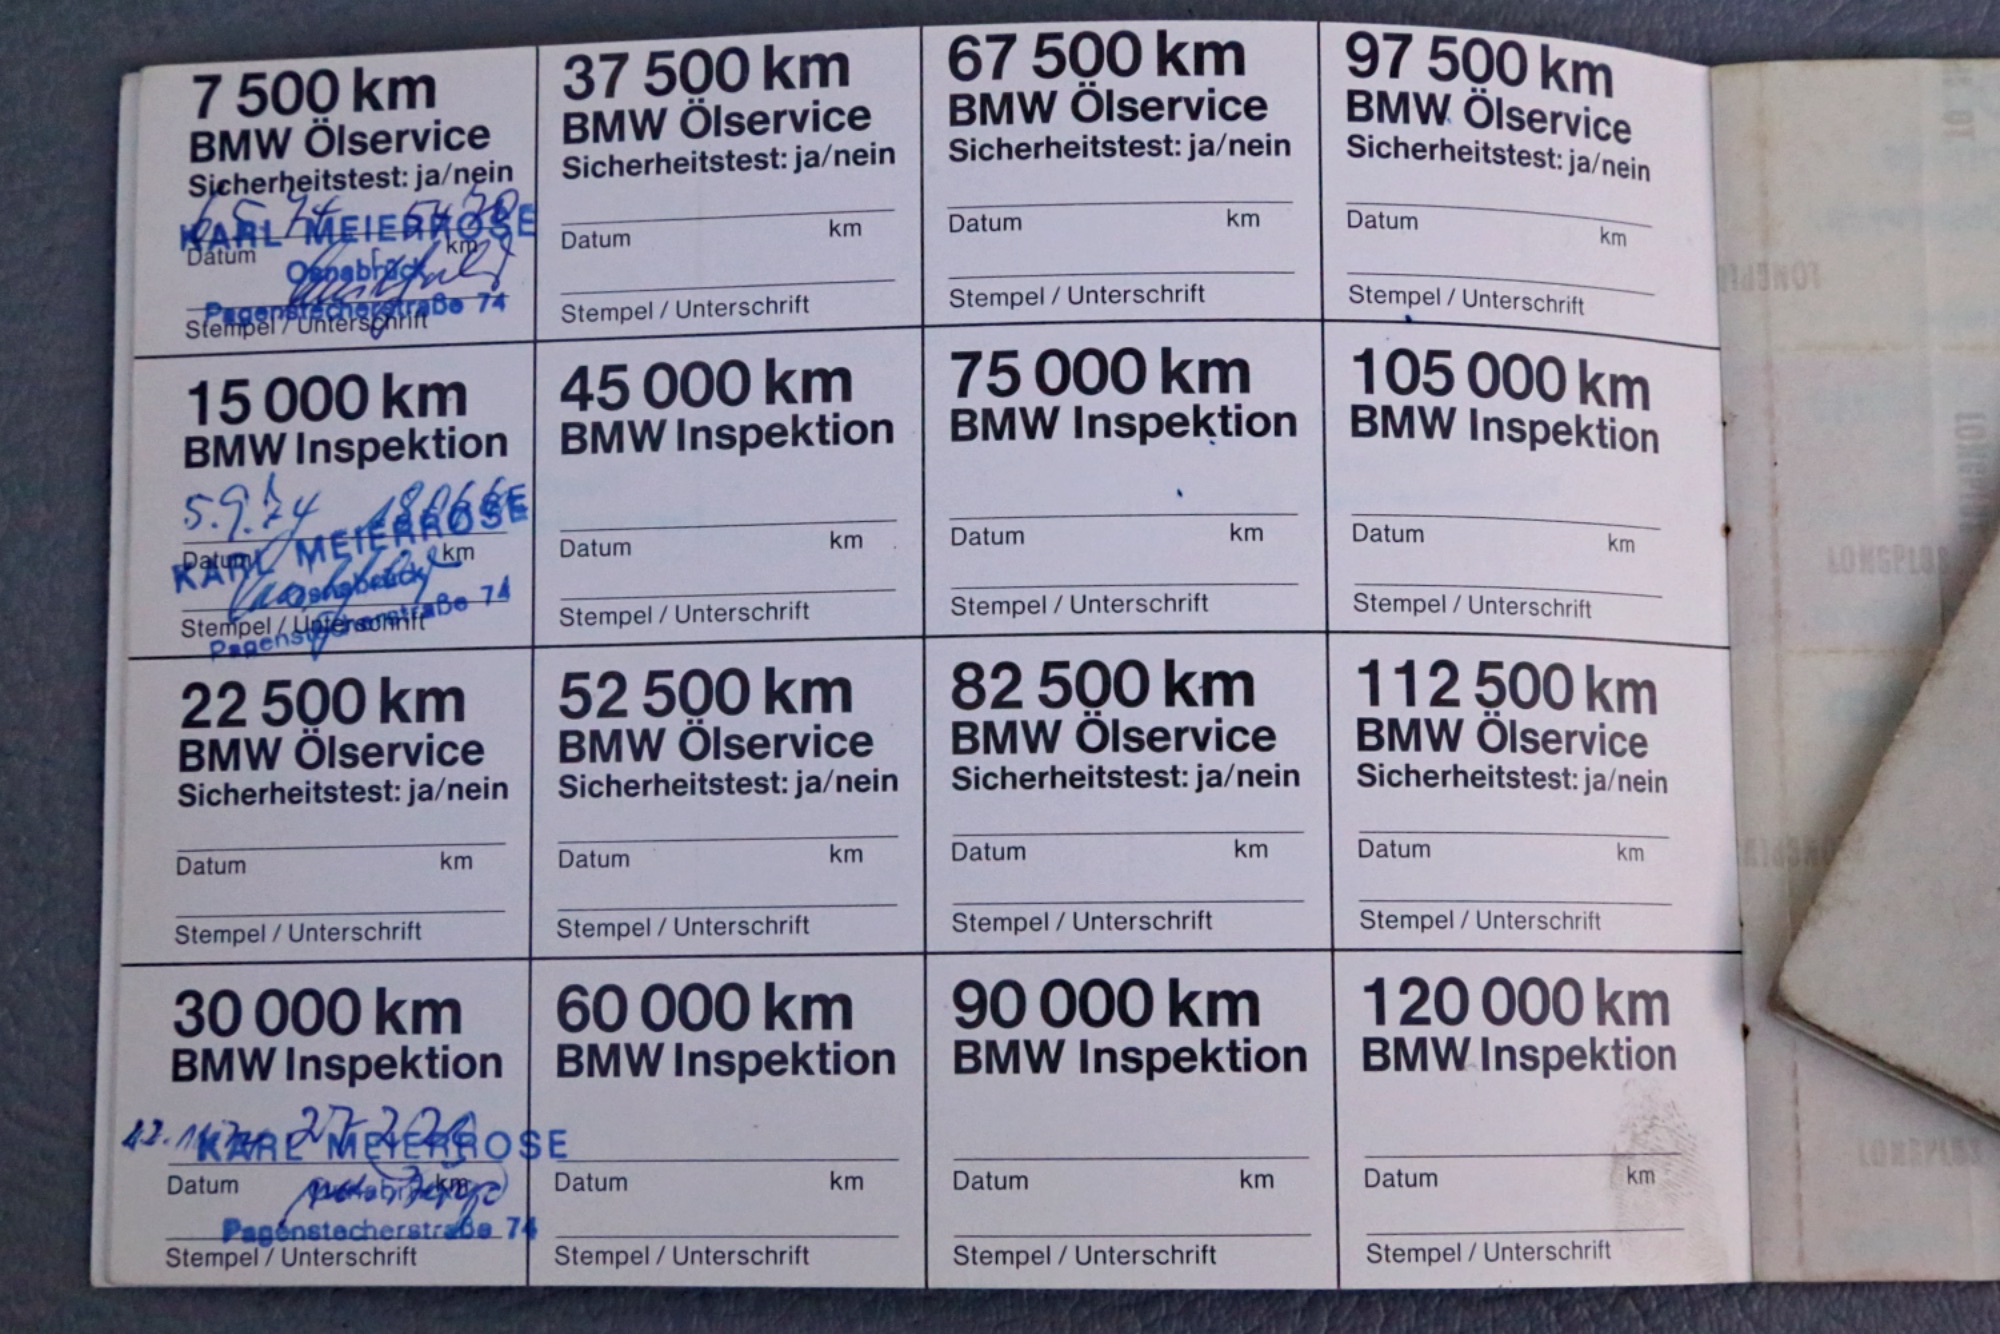 7 500 km
BMW Ölservice
Sicherheitstest: ja/nein
KARL MEIERROSE
Datum km
Osnabrück
Pagenstecherstraße 74
Stempel / Unterschrift
15 000 km
BMW Inspektion
5.9.74
KARL MEIERROSE
Datum km
Osnabrück
Stempel / Unterschrift
Pagenstecherstraße 74
22 500 km
BMW Ölservice
Sicherheitstest: ja/nein
Datum km
Stempel / Unterschrift
30 000 km
BMW Inspektion
KARL MEIERROSE
Datum km
Osnabrück
Pagenstecherstraße 74
Stempel / Unterschrift
37 500 km
BMW Ölservice
Sicherheitstest: ja/nein
Datum km
Stempel / Unterschrift
45 000 km
BMW Inspektion
Datum km
Stempel / Unterschrift
52 500 km
BMW Ölservice
Sicherheitstest: ja/nein
Datum km
Stempel / Unterschrift
60 000 km
BMW Inspektion
Datum km
Stempel / Unterschrift
67 500 km
BMW Ölservice
Sicherheitstest: ja/nein
Datum km
Stempel / Unterschrift
75 000 km
BMW Inspektion
Datum km
Stempel / Unterschrift
82 500 km
BMW Ölservice
Sicherheitstest: ja/nein
Datum km
Stempel / Unterschrift
90 000 km
BMW Inspektion
Datum km
Stempel / Unterschrift
97 500 km
BMW Ölservice
Sicherheitstest: ja/nein
Datum km
Stempel / Unterschrift
105 000 km
BMW Inspektion
Datum km
Stempel / Unterschrift
112 500 km
BMW Ölservice
Sicherheitstest: ja/nein
Datum km
Stempel / Unterschrift
120 000 km
BMW Inspektion
Datum km
Stempel / Unterschrift